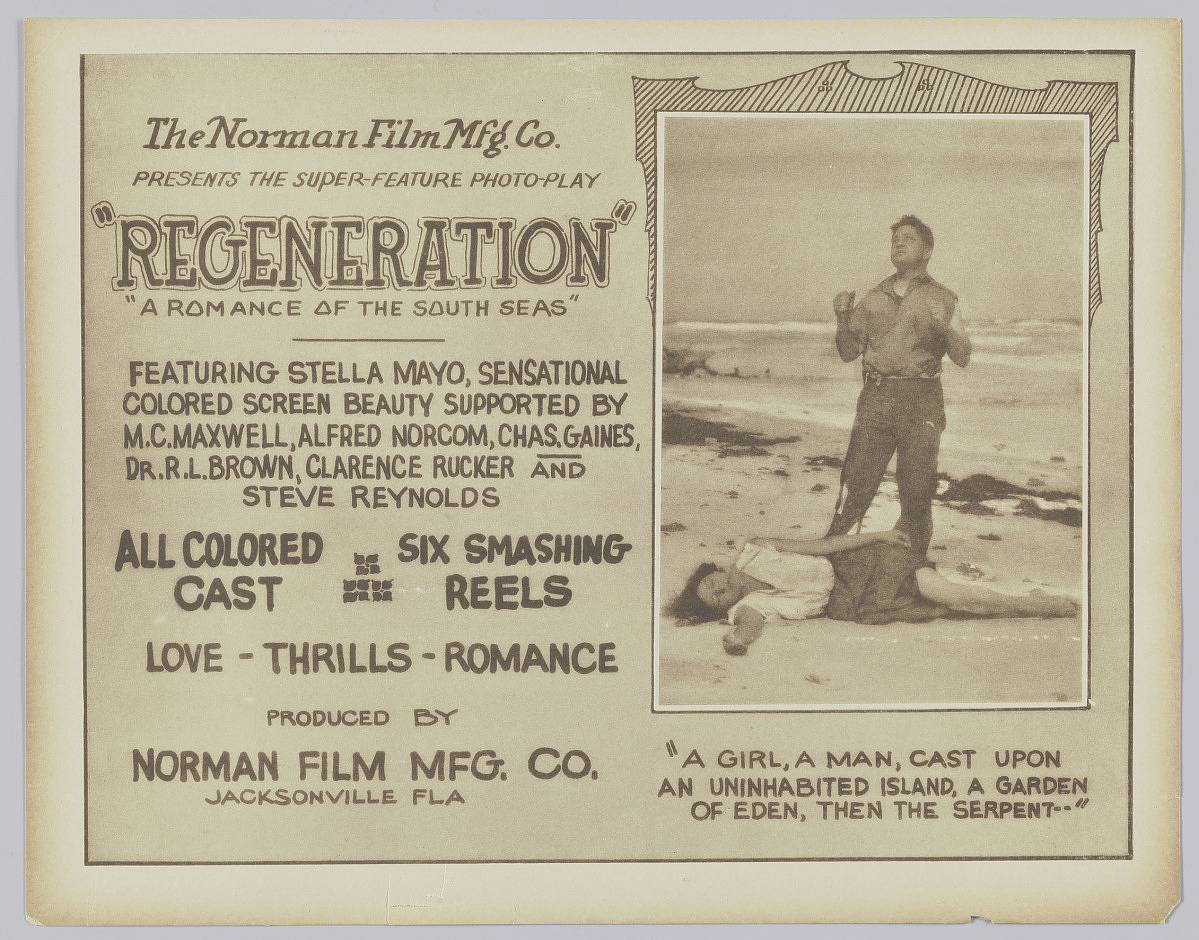 The Norman Film Mfg. Co.
PRESENTS THE SUPER-FEATURE PHOTO-PLAY
"REGENERATION"
"A ROMANCE OF THE SOUTH SEAS"
FEATURING STELLA MAYO, SENSATIONAL
COLORED SCREEN BEAUTY SUPPORTED BY
M.C. MAXWELL, ALFRED NORCOM, CHAS. GAINES,
DR. R.L. BROWN, CLARENCE RUCKER AND
STEVE REYNOLDS
ALL COLORED
CAST
SIX SMASHING
REELS
LOVE - THRILLS - ROMANCE
PRODUCED BY
NORMAN FILM MFG. CO.
JACKSONVILLE FLA
"A GIRL, A MAN, CAST UPON
AN UNINHABITED ISLAND, A GARDEN
OF EDEN, THEN THE SERPENT--"